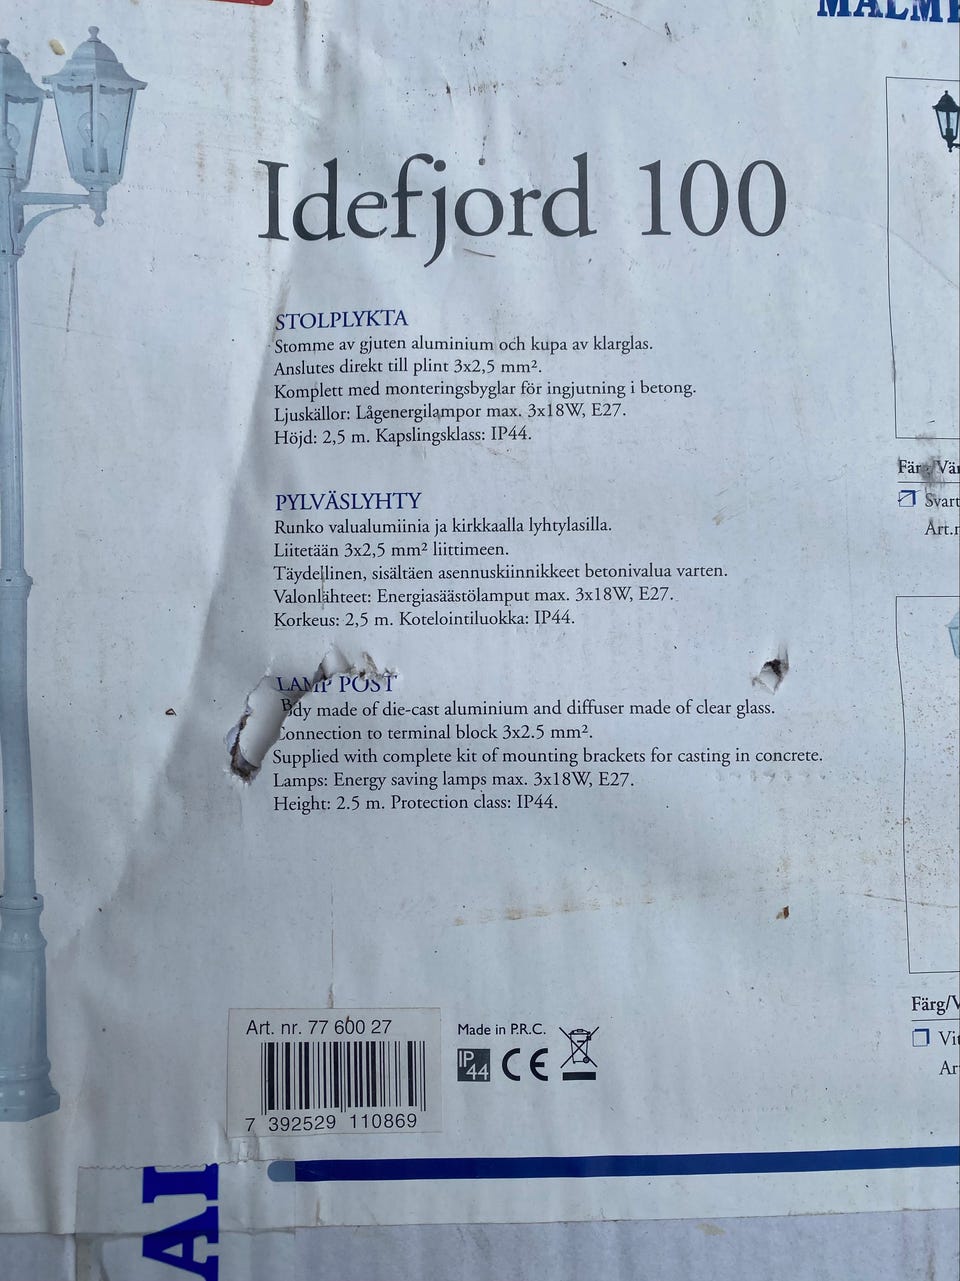 Idefjord 100
STOLPLYKTA
Stomme av gjuten aluminium och kupa av klarglas.
Anslutes direkt till plint 3x2,5 mm².
Komplett med monteringsbyglar för ingjutning i betong.
Ljuskällor: Lågenergilampor max. 3x18W, E27.
Höjd: 2,5 m. Kapslingsklass: IP44.
PYLVÄSLYHTY
Runko valualumiinia ja kirkkaalla lyhtylasilla.
Liitetään 3x2,5 mm² liittimeen.
Täydellinen, sisältäen asennuskiinnikkeet betonivalua varten.
Valonlähteet: Energiasäästölamput max. 3x18W, E27.
Korkeus: 2,5 m. Kotelointiluokka: IP44.
LAMP POST
Body made of die-cast aluminium and diffuser made of clear glass.
Connection to terminal block 3x2.5 mm².
Supplied with complete kit of mounting brackets for casting in concrete.
Lamps: Energy saving lamps max. 3x18W, E27.
Height: 2.5 m. Protection class: IP44.
Svart
Färg/V
Art. nr. 77 600 27
7 392529 110869
Made in P.R.C.
IP 44 CE